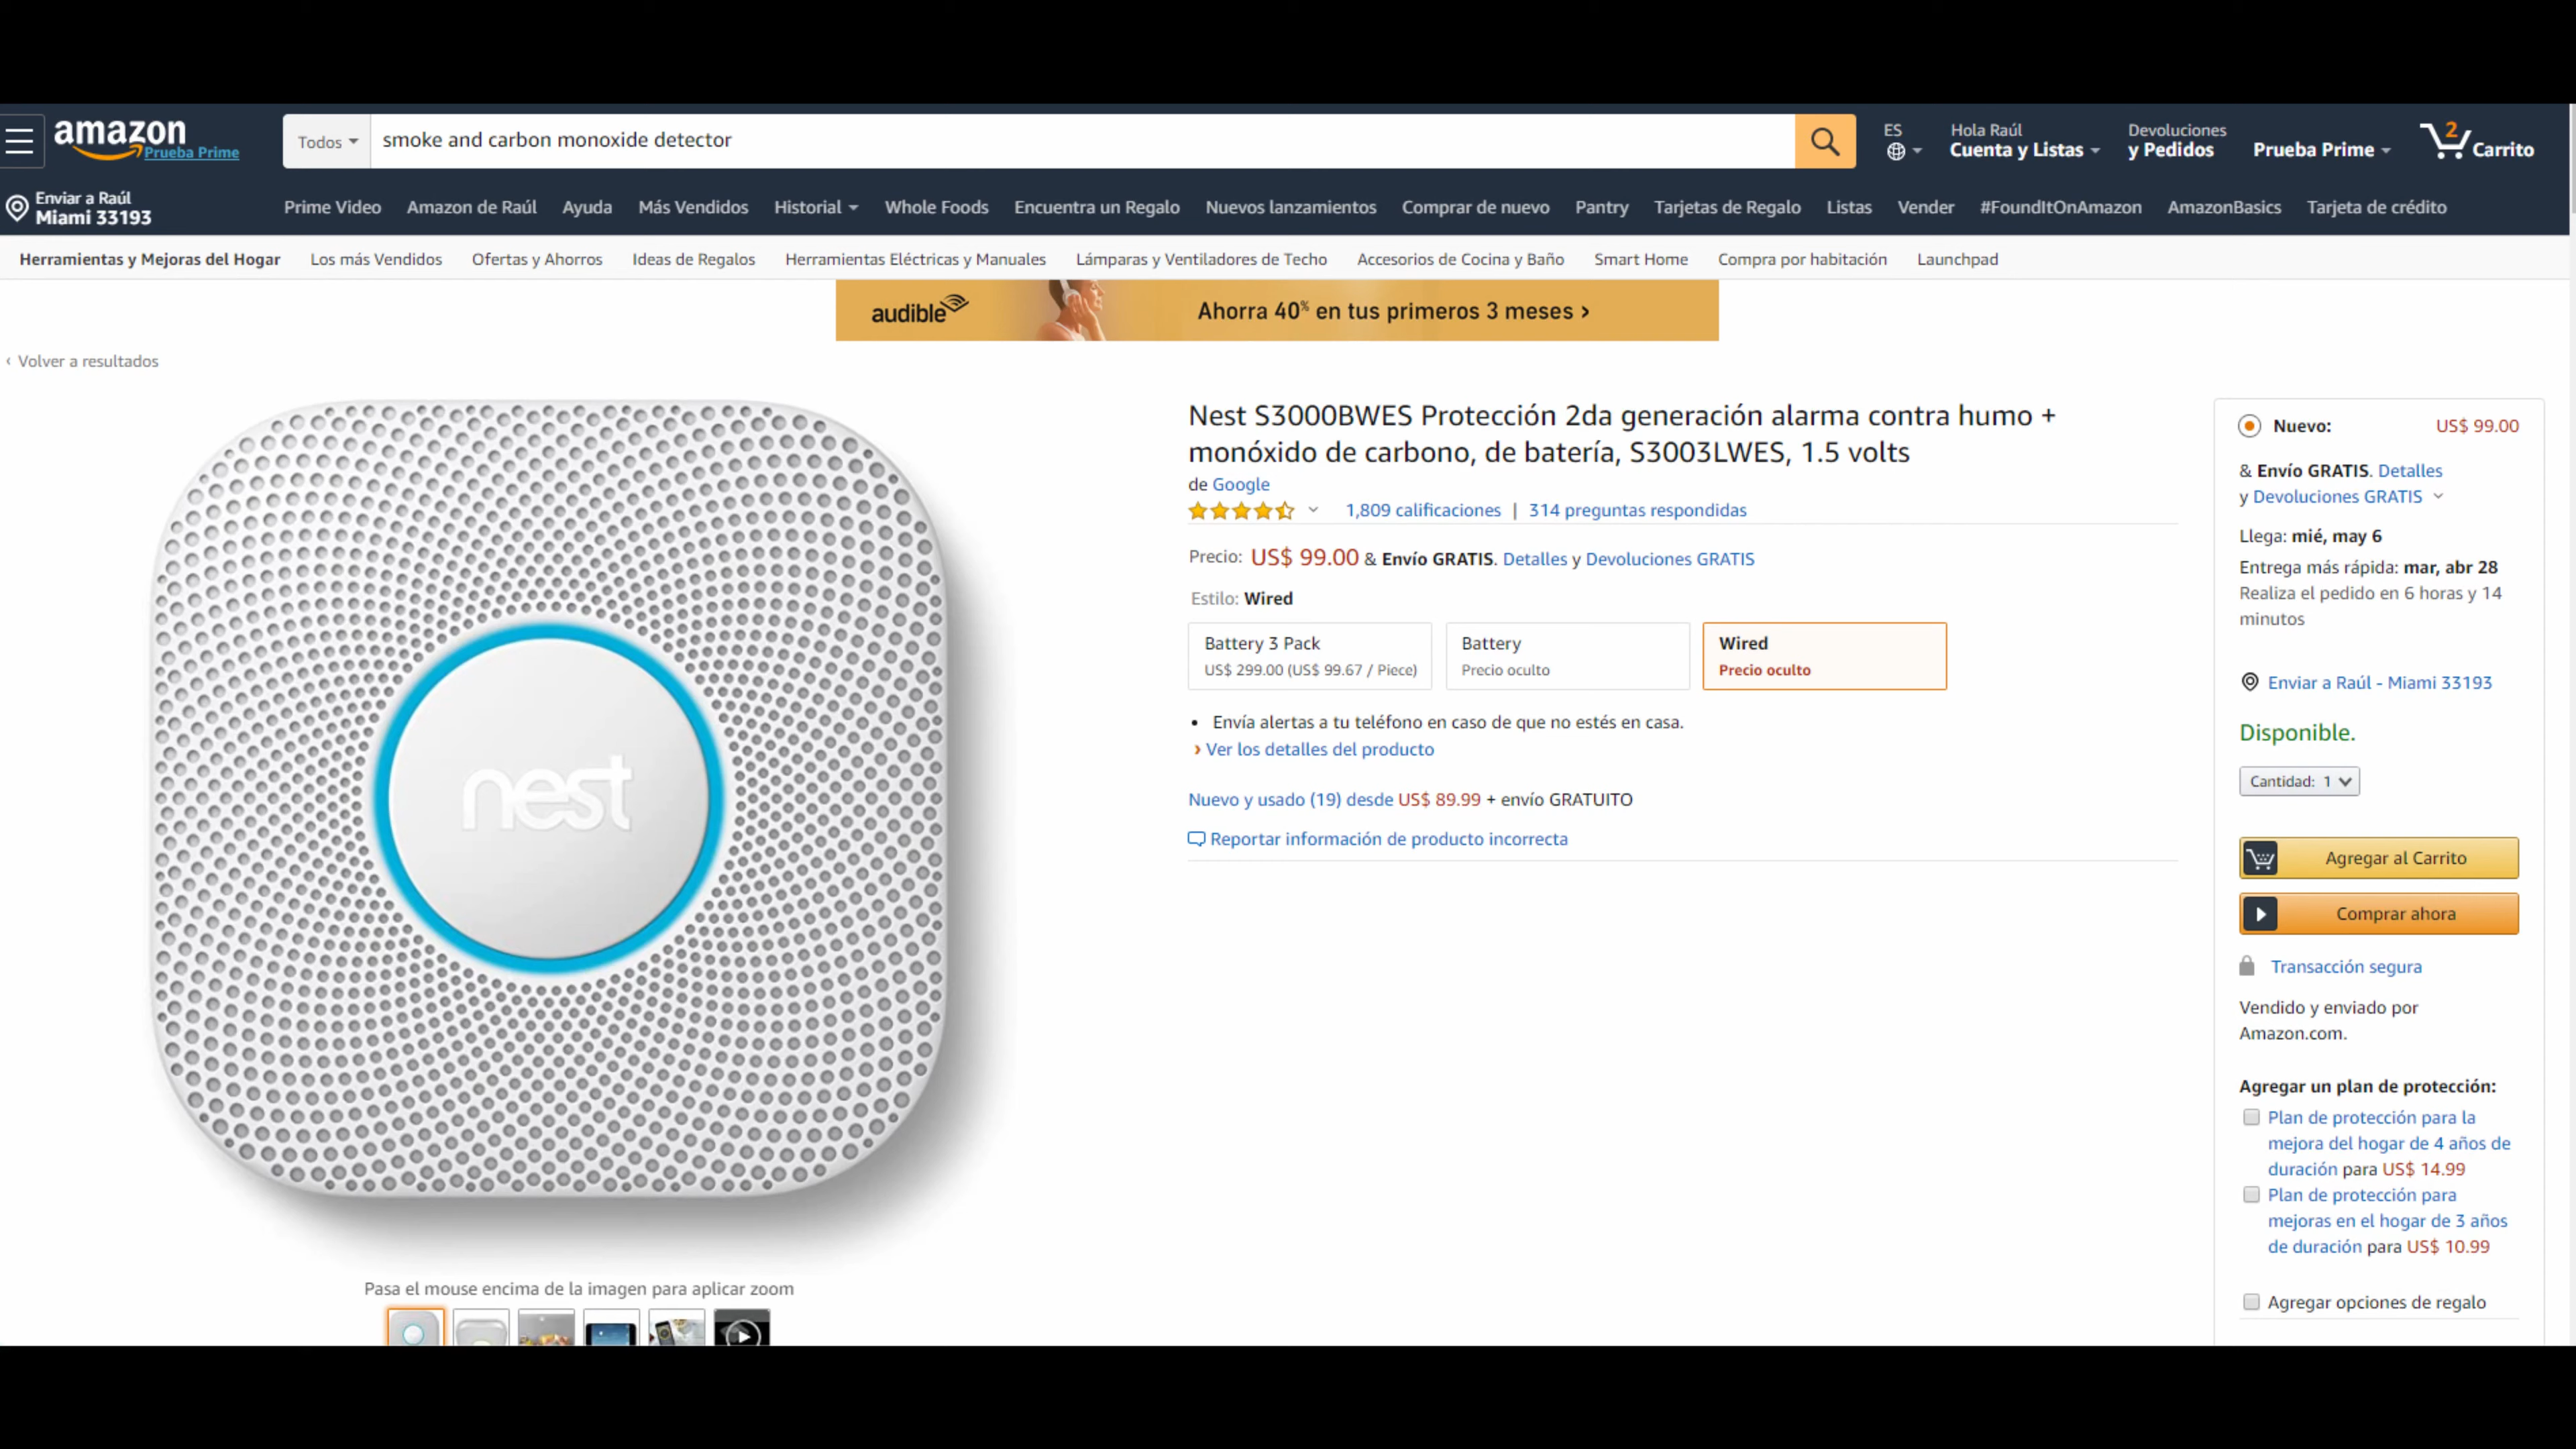 amazon
Prueba Prime
Todos
smoke and carbon monoxide detector
ES
Hola Raúl
Cuenta y Listas
Devoluciones
y Pedidos
Prueba Prime
2
Carrito
Enviar a Raúl
Miami 33193
Prime Video
Amazon de Raúl
Ayuda
Más Vendidos
Historial
Whole Foods
Encuentra un Regalo
Nuevos lanzamientos
Comprar de nuevo
Pantry
Tarjetas de Regalo
Listas
Vender
#FoundItOnAmazon
AmazonBasics
Tarjeta de crédito
Herramientas y Mejoras del Hogar
Los más Vendidos
Ofertas y Ahorros
Ideas de Regalos
Herramientas Eléctricas y Manuales
Lámparas y Ventiladores de Techo
Accesorios de Cocina y Baño
Smart Home
Compra por habitación
Launchpad
audible
Ahorra 40% en tus primeros 3 meses ›
‹ Volver a resultados
nest
Pasa el mouse encima de la imagen para aplicar zoom
Nest S3000BWES Protección 2da generación alarma contra humo +
monóxido de carbono, de batería, S3003LWES, 1.5 volts
de Google
1,809 calificaciones | 314 preguntas respondidas
Precio: US$ 99.00 & Envío GRATIS. Detalles y Devoluciones GRATIS
Estilo: Wired
Battery 3 Pack
US$ 299.00 (US$ 99.67 / Piece)
Battery
Precio oculto
Wired
Precio oculto
• Envía alertas a tu teléfono en caso de que no estés en casa.
› Ver los detalles del producto
Nuevo y usado (19) desde US$ 89.99 + envío GRATUITO
Reportar información de producto incorrecta
Nuevo: US$ 99.00
& Envío GRATIS. Detalles
y Devoluciones GRATIS
Llega: mié, may 6
Entrega más rápida: mar, abr 28
Realiza el pedido en 6 horas y 14
minutos
Enviar a Raúl - Miami 33193
Disponible.
Cantidad: 1
Agregar al Carrito
Comprar ahora
Transacción segura
Vendido y enviado por
Amazon.com.
Agregar un plan de protección:
Plan de protección para la
mejora del hogar de 4 años de
duración para US$ 14.99
Plan de protección para
mejoras en el hogar de 3 años
de duración para US$ 10.99
Agregar opciones de regalo